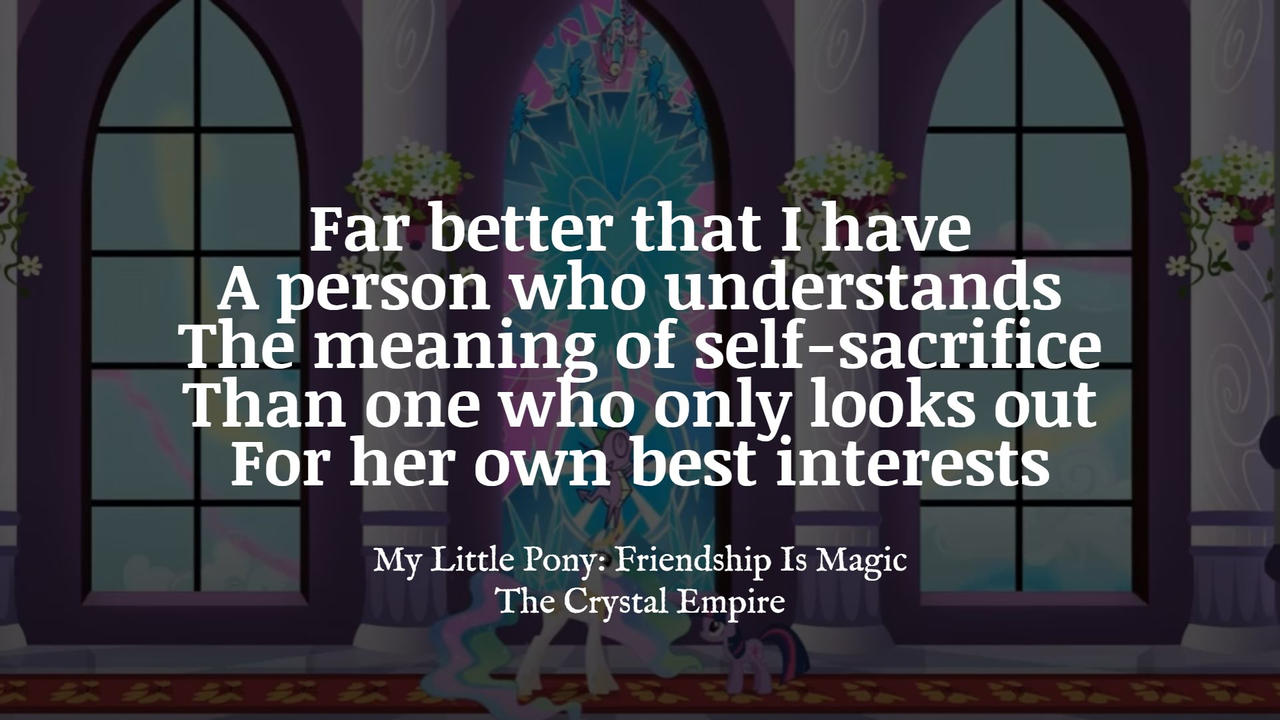 Far better that I have
A person who understands
The meaning of self-sacrifice
Than one who only looks out
For her own best interests
My Little Pony: Friendship Is Magic
The Crystal Empire